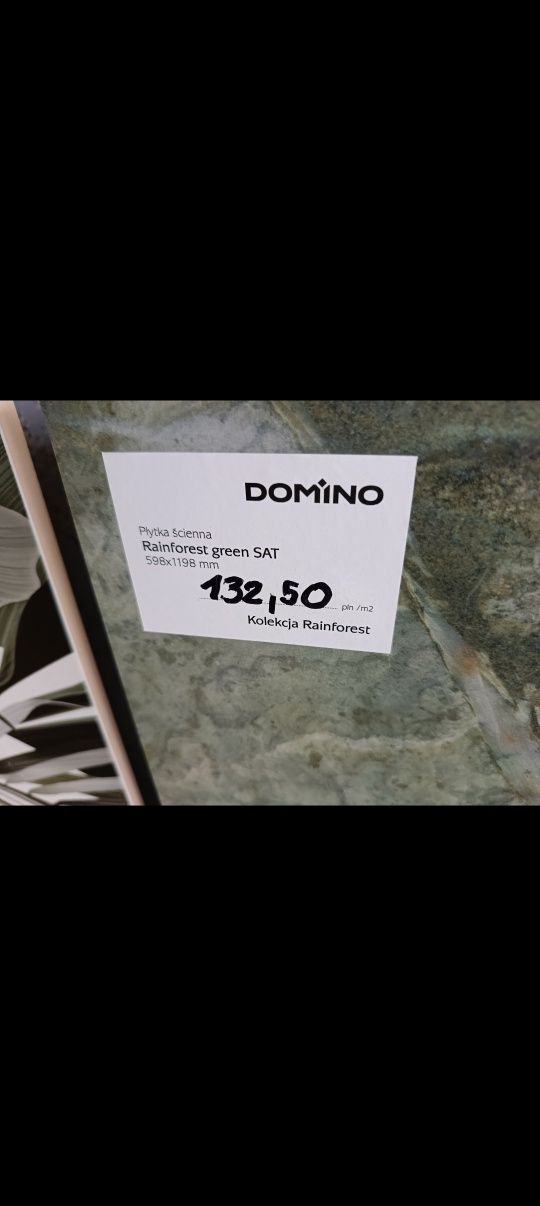 DOMINO
Płytka ścienna
Rainforest green SAT
598x1198 mm
132,50 pln /m2
Kolekcja Rainforest